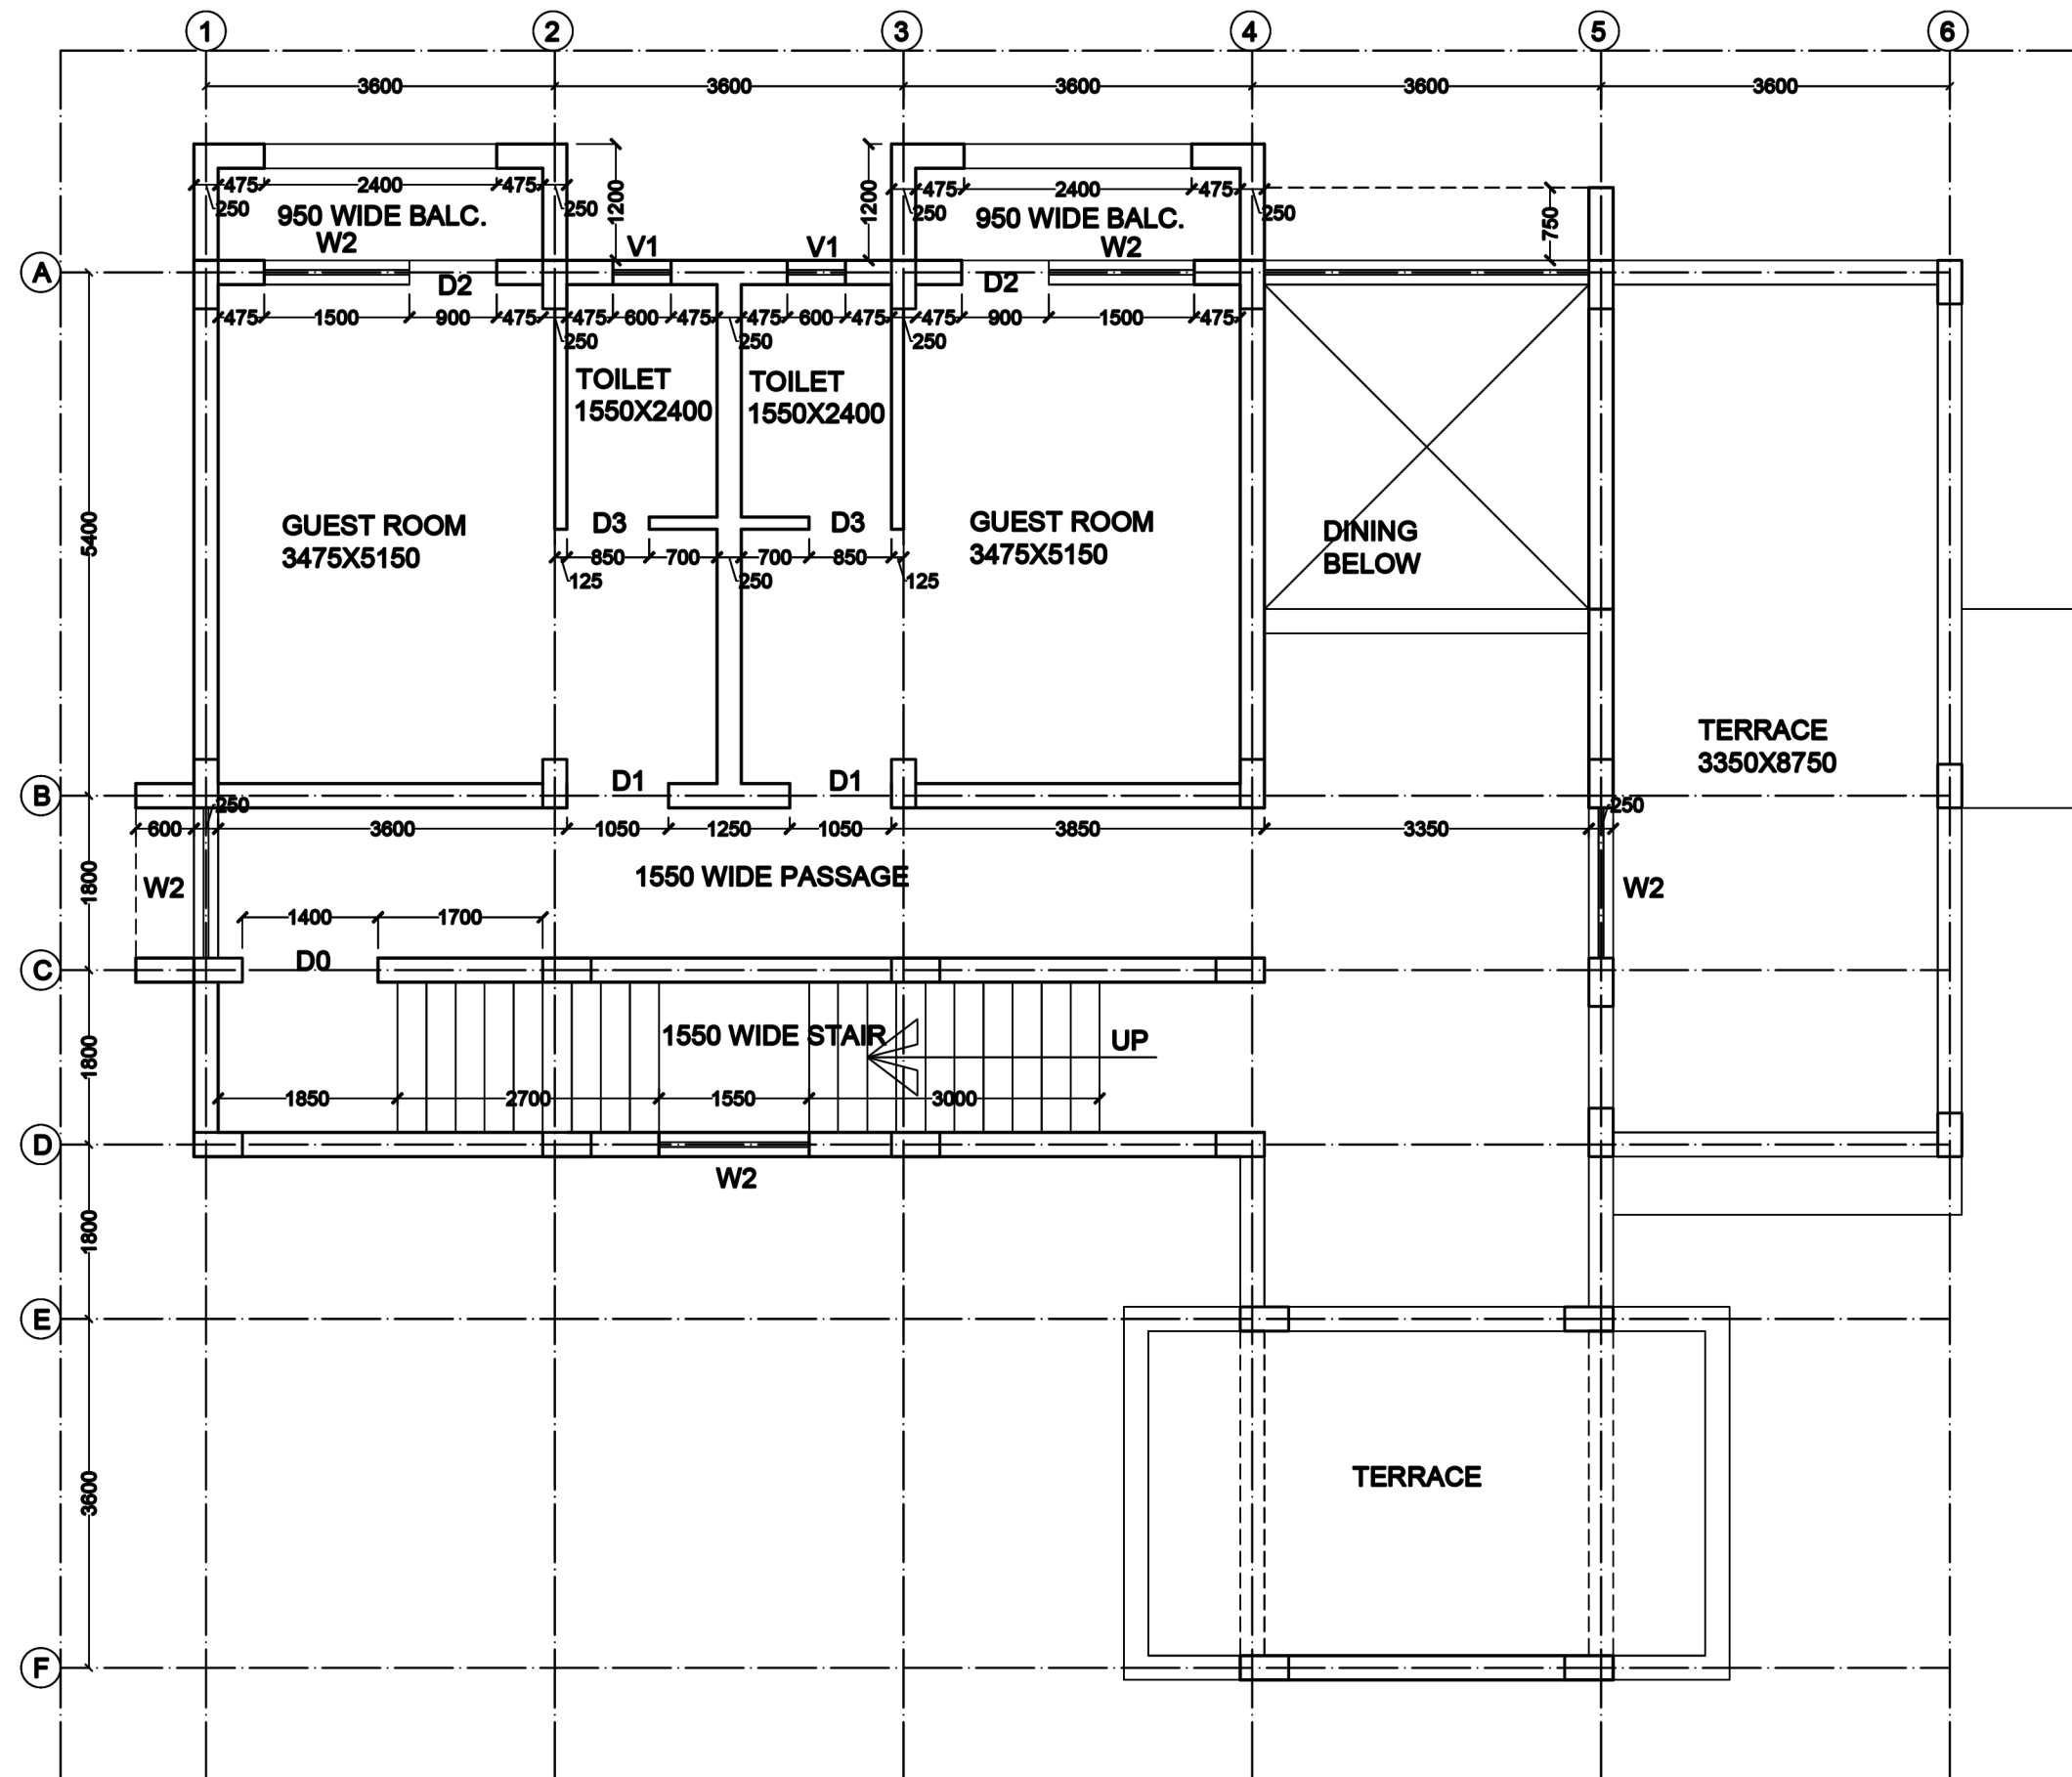 1 2 3 4 5 6
3600 3600 3600 3600 3600
475 2400 475
250 250
1200
950 WIDE BALC.
W2
1200
475 2400 475
250 250
950 WIDE BALC.
W2
750
V1 V1
A
D2 D2
475 1500 900 475 475 600 475 475 600 475 475 900 1500 475
250 250 250
TOILET
1550X2400
TOILET
1550X2400
5400
GUEST ROOM
3475X5150
D3 D3
850 700 700 850
125 250 125
GUEST ROOM
3475X5150
DINING
BELOW
TERRACE
3350X8750
B
D1 D1
250 250
600 3600 1050 1250 1050 3850 3350
1800
W2
1550 WIDE PASSAGE
W2
1400 1700
C
D0
1800
1550 WIDE STAIR
UP
1850 2700 1550 3000
D
W2
1800
E
3600
TERRACE
F